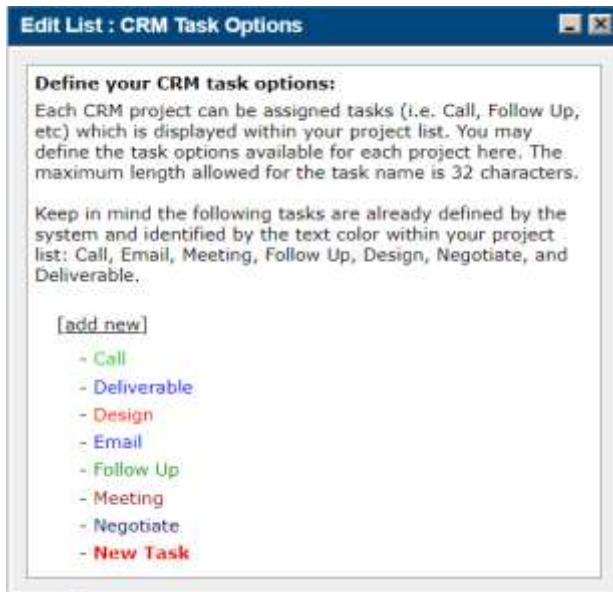 Edit List : CRM Task Options
Define your CRM task options:
Each CRM project can be assigned tasks (i.e. Call, Follow Up,
etc) which is displayed within your project list. You may
define the task options available for each project here. The
maximum length allowed for the task name is 32 characters.
Keep in mind the following tasks are already defined by the
system and identified by the text color within your project
list: Call, Email, Meeting, Follow Up, Design, Negotiate, and
Deliverable.
[add new]
- Call
- Deliverable
- Design
- Email
- Follow Up
- Meeting
- Negotiate
- New Task